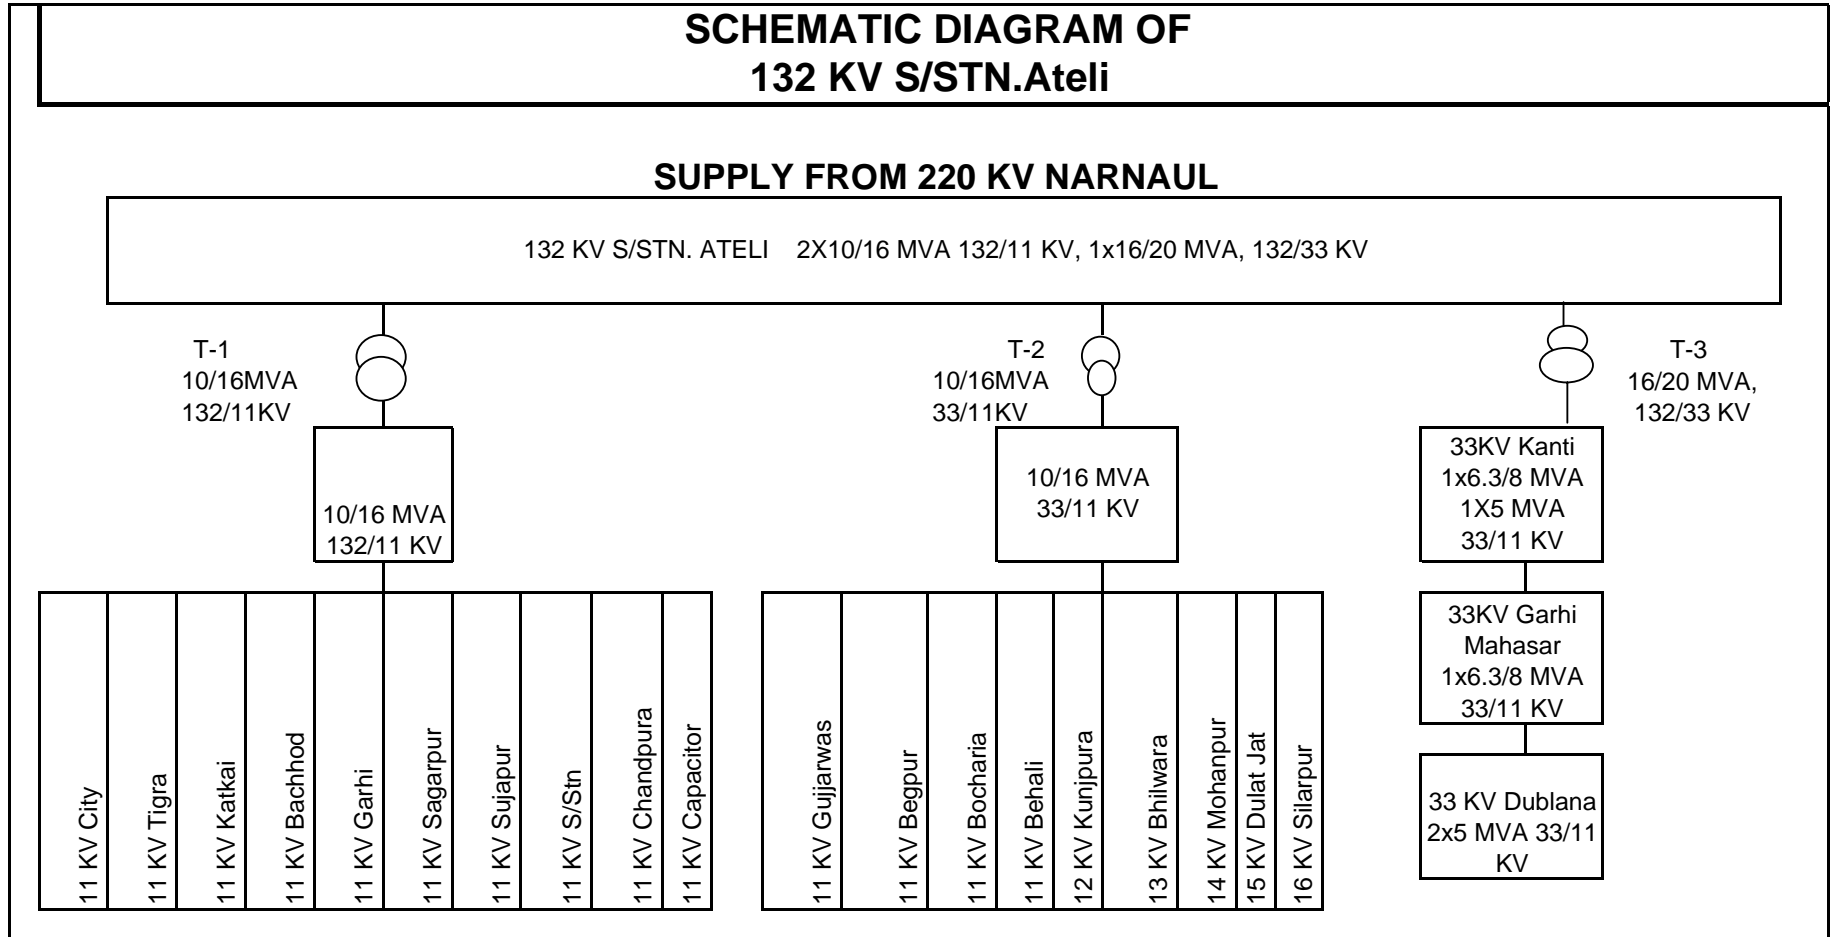 SCHEMATIC DIAGRAM OF
132 KV S/STN.Ateli
SUPPLY FROM 220 KV NARNAUL
132 KV S/STN. ATELI 2X10/16 MVA 132/11 KV, 1x16/20 MVA, 132/33 KV
T-1
10/16MVA
132/11KV
T-2
10/16MVA
33/11KV
T-3
16/20 MVA,
132/33 KV
10/16 MVA
132/11 KV
10/16 MVA
33/11 KV
33KV Kanti
1x6.3/8 MVA
1X5 MVA
33/11 KV
33KV Garhi
Mahasar
1x6.3/8 MVA
33/11 KV
33 KV Dublana
2x5 MVA 33/11
KV
11 KV City
11 KV Tigra
11 KV Katkai
11 KV Bachhod
11 KV Garhi
11 KV Sagarpur
11 KV Sujapur
11 KV S/Stn
11 KV Chandpura
11 KV Capacitor
11 KV Gujjarwas
11 KV Begpur
11 KV Bocharia
11 KV Behali
12 KV Kunjpura
13 KV Bhilwara
14 KV Mohanpur
15 KV Dulat Jat
16 KV Silarpur